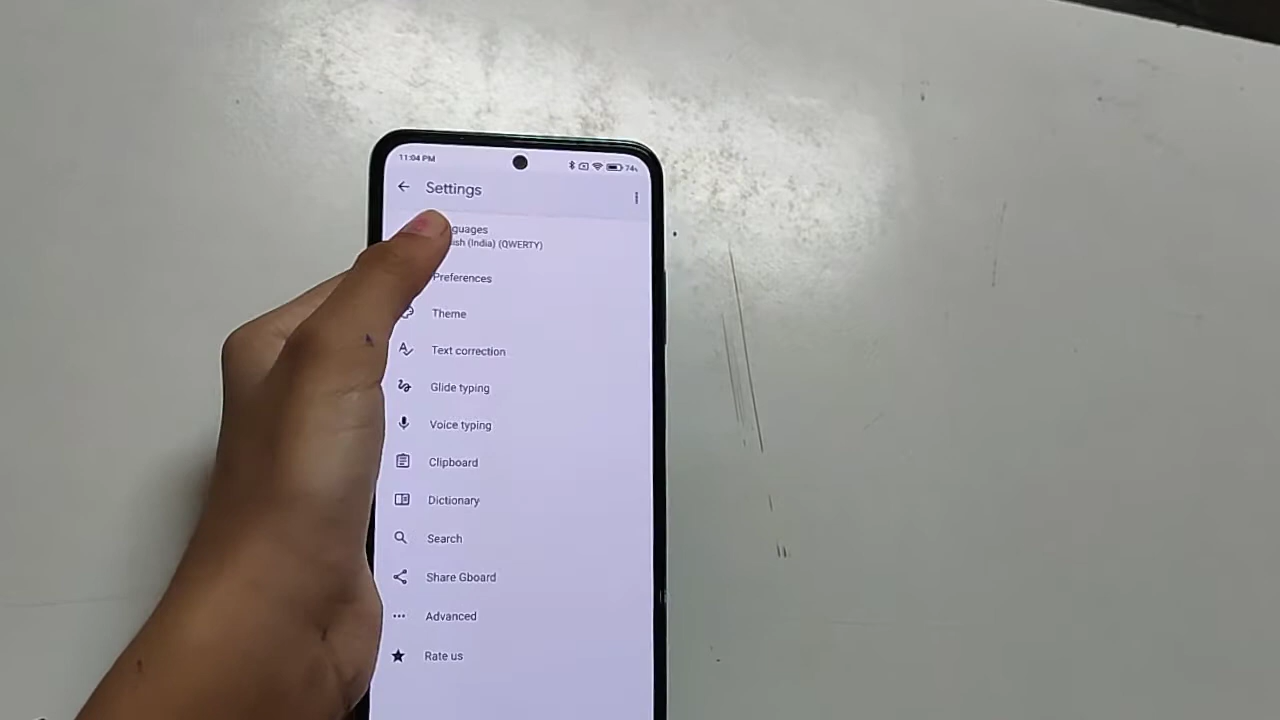 11:04 PM
74%
Settings
guages
ish (India) (QWERTY)
Preferences
Theme
Text correction
Glide typing
Voice typing
Clipboard
Dictionary
Search
Share Gboard
Advanced
Rate us